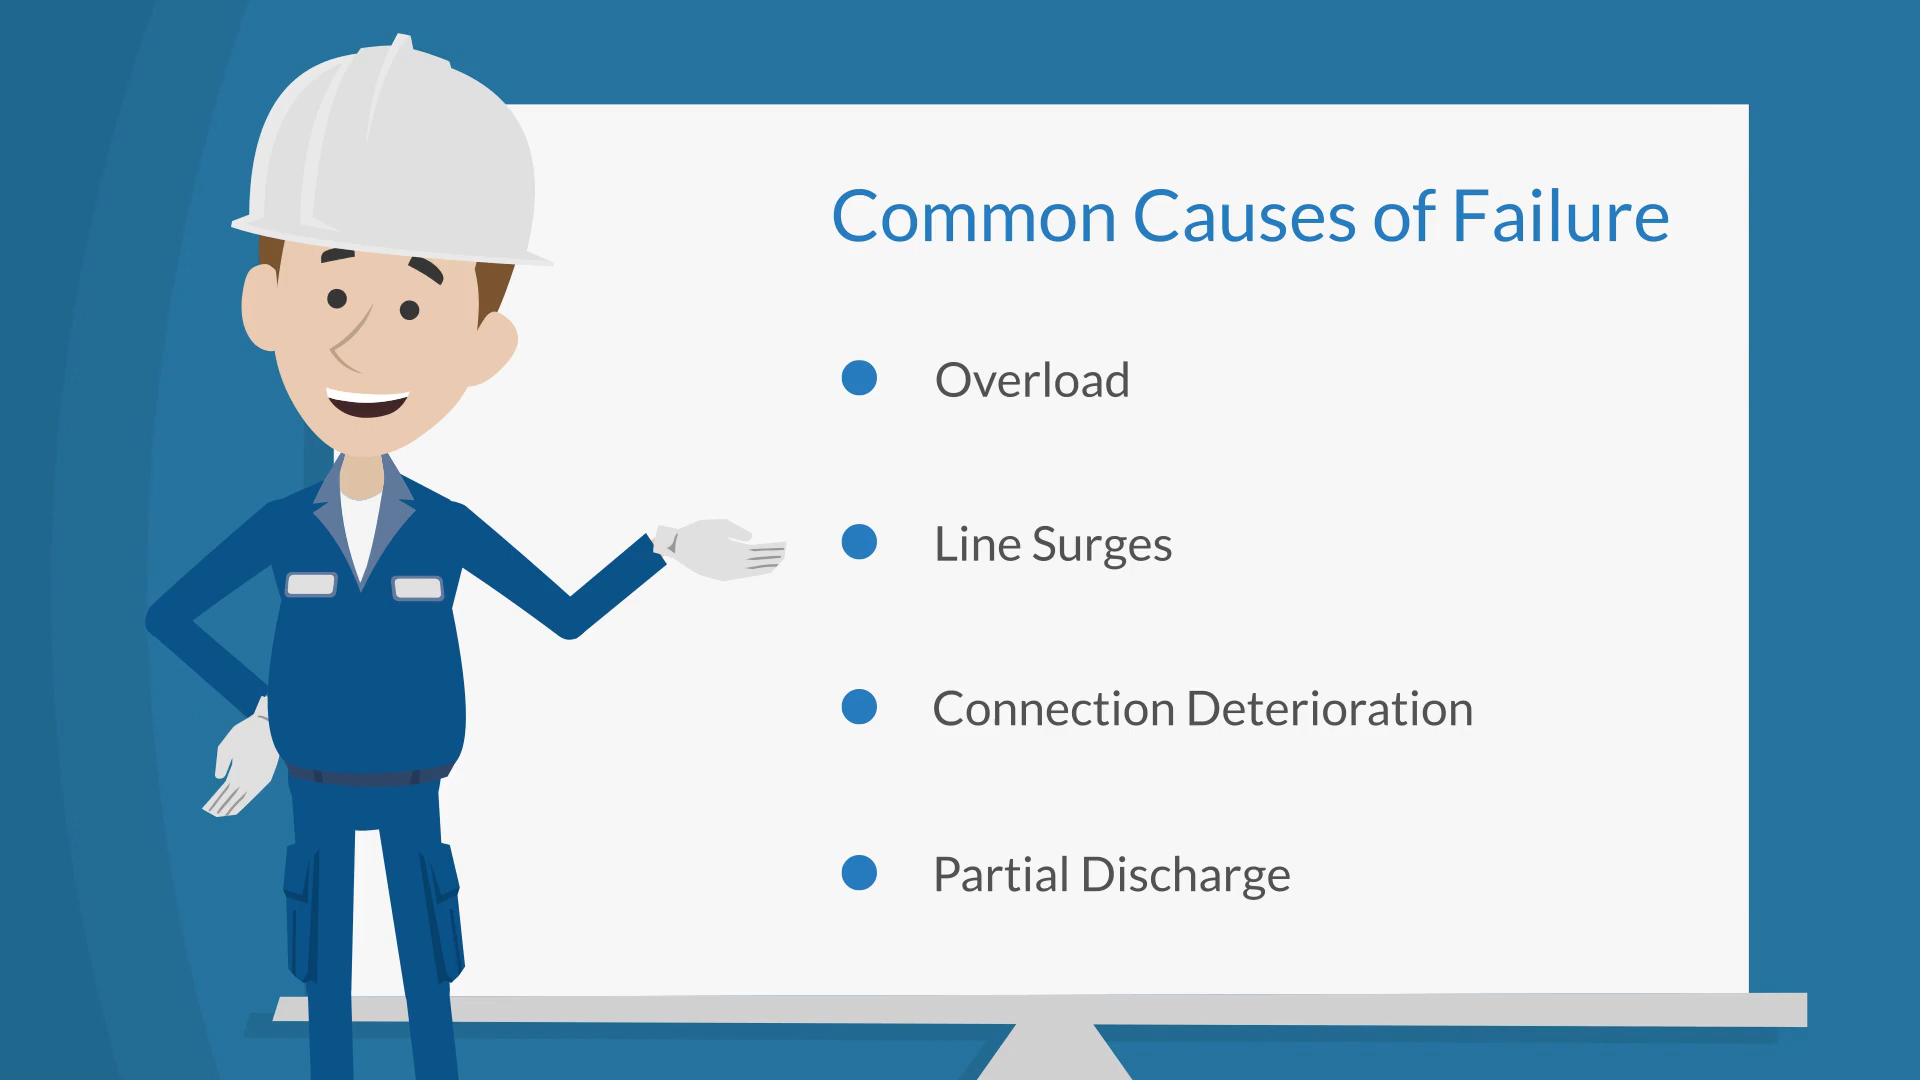 Common Causes of Failure
Overload
Line Surges
Connection Deterioration
Partial Discharge